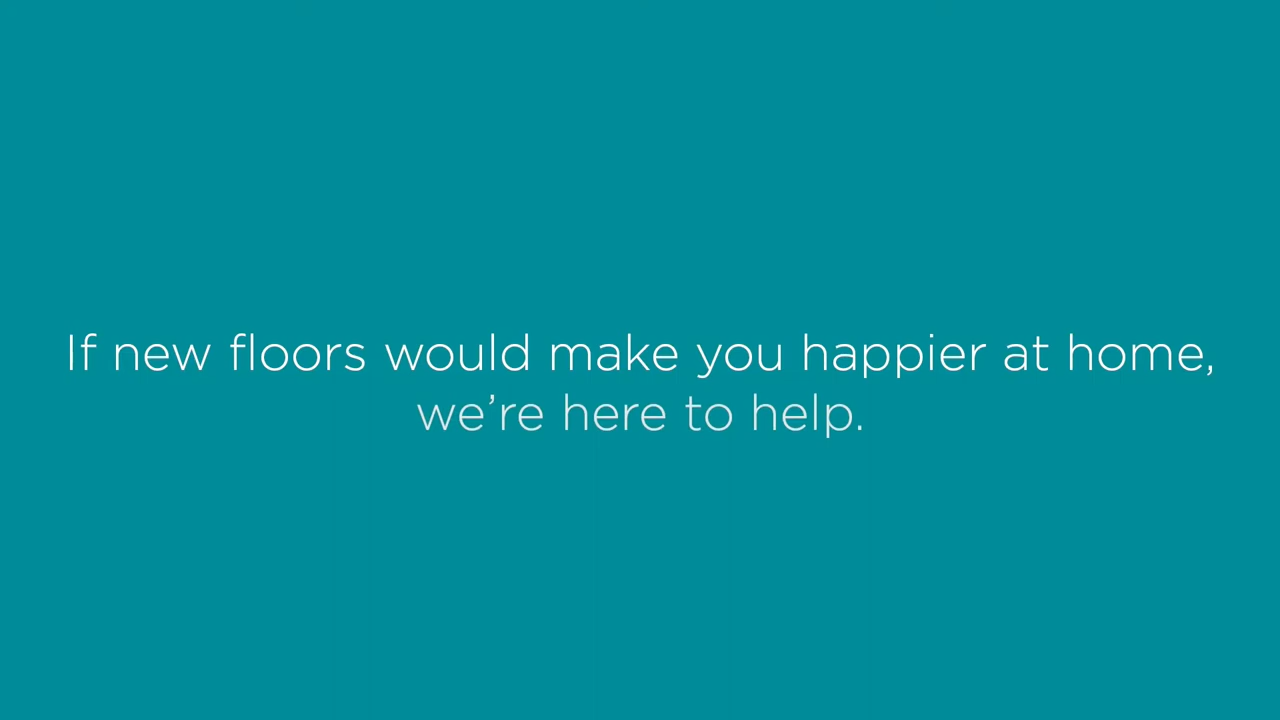 If new floors would make you happier at home,
we’re here to help.